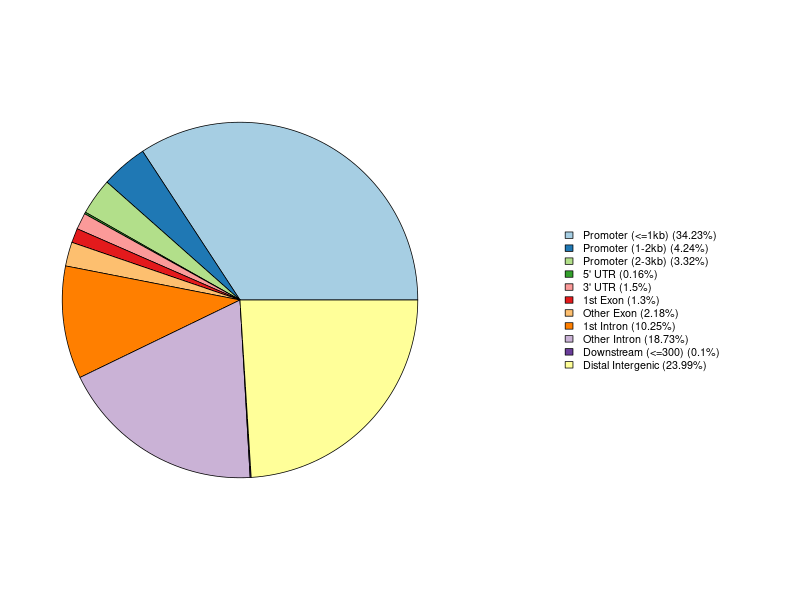 Promoter (<=1kb) (34.23%)
Promoter (1-2kb) (4.24%)
Promoter (2-3kb) (3.32%)
5' UTR (0.16%)
3' UTR (1.5%)
1st Exon (1.3%)
Other Exon (2.18%)
1st Intron (10.25%)
Other Intron (18.73%)
Downstream (<=300) (0.1%)
Distal Intergenic (23.99%)